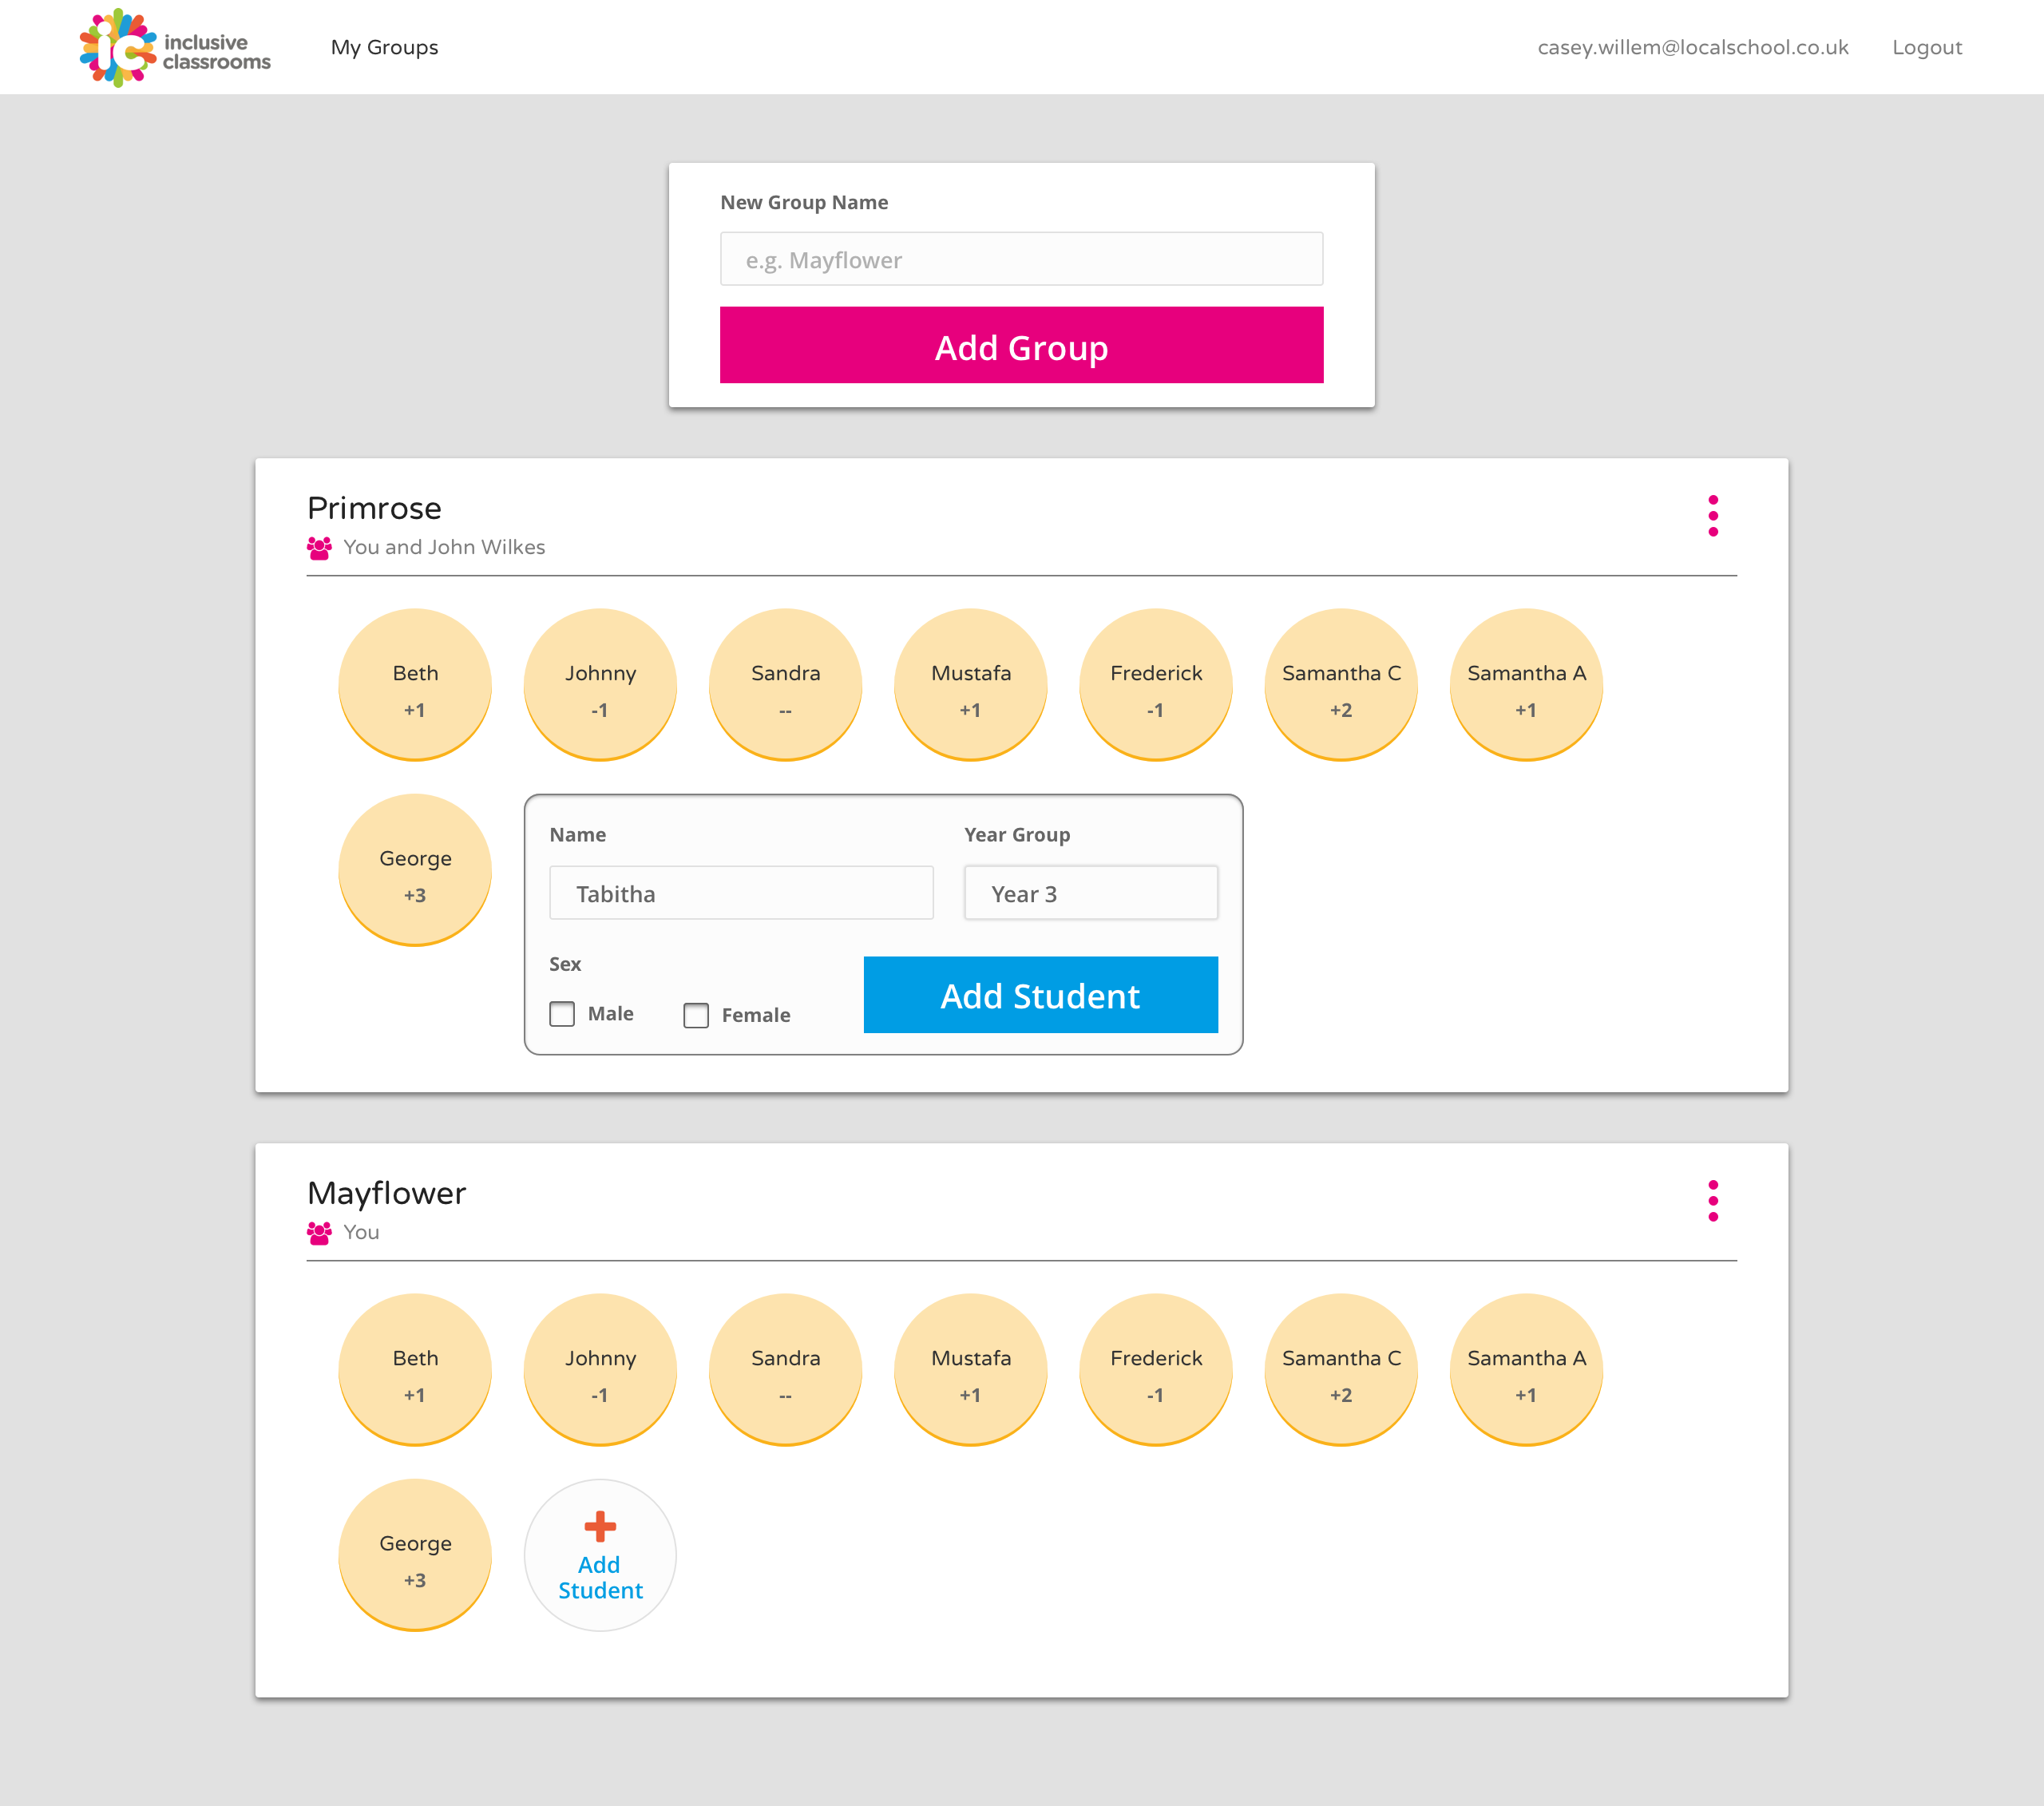 ic inclusive classrooms
My Groups
casey.willem@localschool.co.uk
Logout
New Group Name
e.g. Mayflower
Add Group
Primrose
You and John Wilkes
Beth
+1
Johnny
-1
Sandra
--
Mustafa
+1
Frederick
-1
Samantha C
+2
Samantha A
+1
George
+3
Name
Year Group
Tabitha
Year 3
Sex
Male
Female
Add Student
Mayflower
You
Beth
+1
Johnny
-1
Sandra
--
Mustafa
+1
Frederick
-1
Samantha C
+2
Samantha A
+1
George
+3
Add
Student